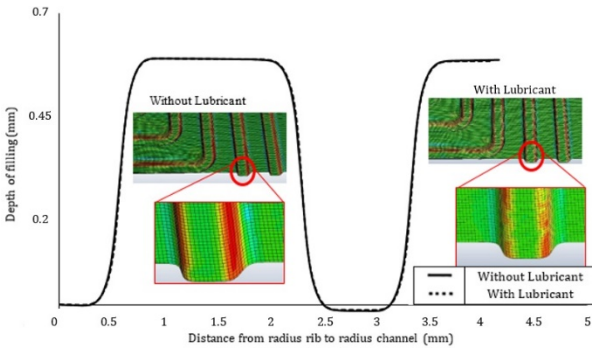 0.7
Without Lubricant
With Lubricant
0.45
Depth of filling(mm)
0.2
Without Lubricant
With Lubricant
0
0 0.5 1 1.5 2 2.5 3 3.5 4 4.5 5
Distance from radius rib to radius channel (mm)